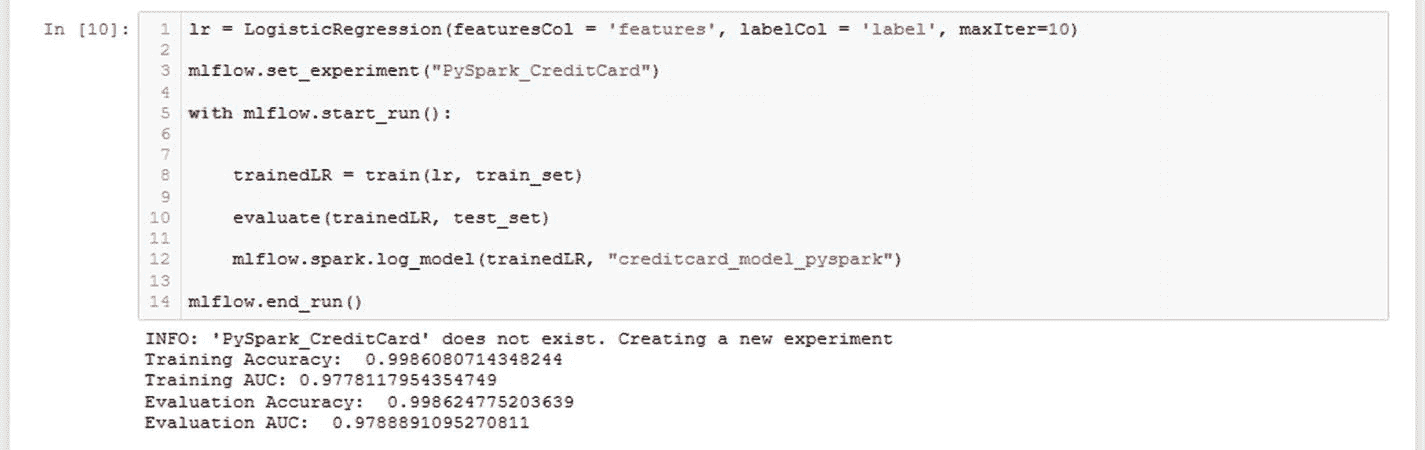 In [10]:
1 lr = LogisticRegression(featuresCol = 'features', labelCol = 'label', maxIter=10)
2
3 mlflow.set_experiment("PySpark_CreditCard")
4
5 with mlflow.start_run():
6
7
8     trainedLR = train(lr, train_set)
9
10     evaluate(trainedLR, test_set)
11
12     mlflow.spark.log_model(trainedLR, "creditcard_model_pyspark")
13
14 mlflow.end_run()
INFO: 'PySpark_CreditCard' does not exist. Creating a new experiment
Training Accuracy:  0.9986080714348244
Training AUC: 0.9778117954354749
Evaluation Accuracy:  0.998624775203639
Evaluation AUC:  0.9788891095270811